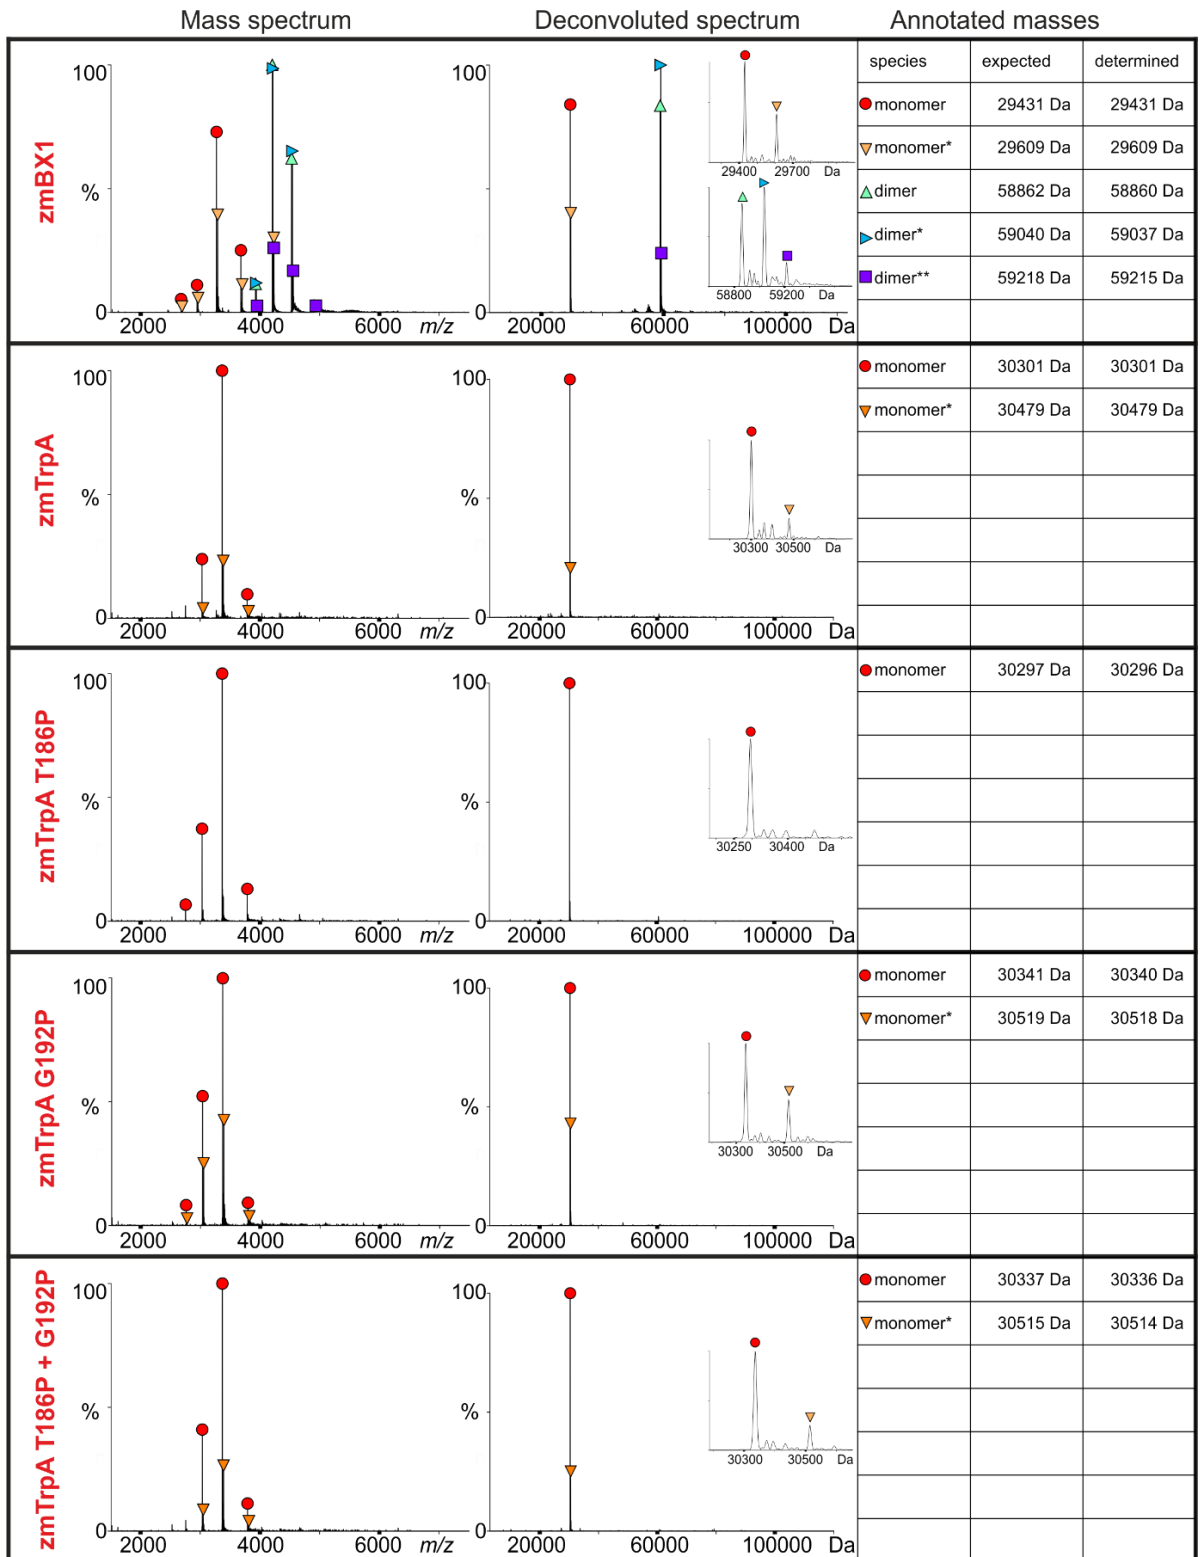 Mass spectrum Deconvoluted spectrum Annotated masses
zmBX1
100
%
0
2000 4000 m/z
100
%
0
20000 60000 100000 Da
29400 29700 Da
58800 59200 Da
species expected determined
monomer 29431 Da 29431 Da
monomer* 29609 Da 29609 Da
dimer 58862 Da 58860 Da
dimer* 59040 Da 59037 Da
dimer** 59218 Da 59215 Da
zmTrpA
100
%
0
2000 4000 6000 m/z
100
%
0
20000 60000 100000 Da
30300 30500 Da
monomer 30301 Da 30301 Da
monomer* 30479 Da 30479 Da
zmTrpA T186P
100
%
0
2000 4000 6000 m/z
100
%
0
20000 60000 100000 Da
30250 30400 Da
monomer 30297 Da 30296 Da
zmTrpA G192P
100
%
0
2000 4000 6000 m/z
100
%
0
20000 60000 100000 Da
30300 30500 Da
monomer 30341 Da 30340 Da
monomer* 30519 Da 30518 Da
zmTrpA T186P + G192P
100
%
0
2000 4000 6000 m/z
100
%
0
20000 60000 100000 Da
30300 30500 Da
monomer 30337 Da 30336 Da
monomer* 30515 Da 30514 Da